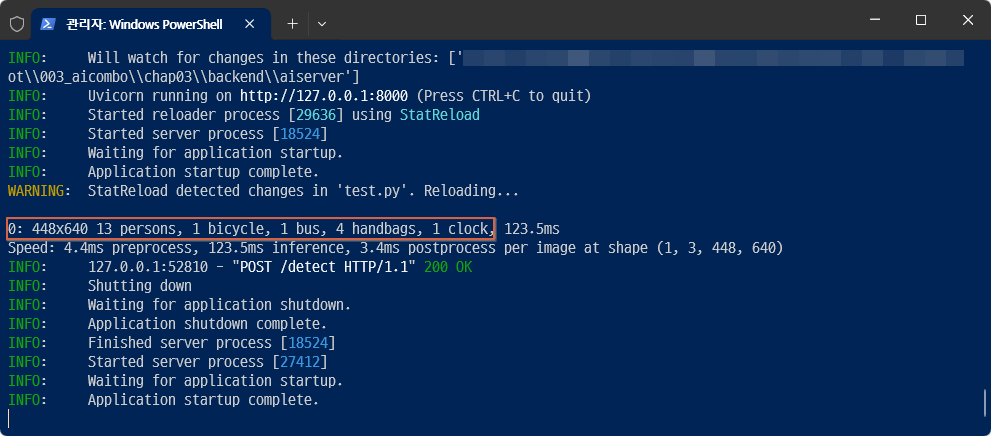 관리자: Windows PowerShell
INFO:     Will watch for changes in these directories: ['
ot\\003_aicombo\\chap03\\backend\\aiserver']
INFO:     Uvicorn running on http://127.0.0.1:8000 (Press CTRL+C to quit)
INFO:     Started reloader process [29636] using StatReload
INFO:     Started server process [18524]
INFO:     Waiting for application startup.
INFO:     Application startup complete.
WARNING:  StatReload detected changes in 'test.py'. Reloading...
0: 448x640 13 persons, 1 bicycle, 1 bus, 4 handbags, 1 clock, 123.5ms
Speed: 4.4ms preprocess, 123.5ms inference, 3.4ms postprocess per image at shape (1, 3, 448, 640)
INFO:     127.0.0.1:52810 - "POST /detect HTTP/1.1" 200 OK
INFO:     Shutting down
INFO:     Waiting for application shutdown.
INFO:     Application shutdown complete.
INFO:     Finished server process [18524]
INFO:     Started server process [27412]
INFO:     Waiting for application startup.
INFO:     Application startup complete.